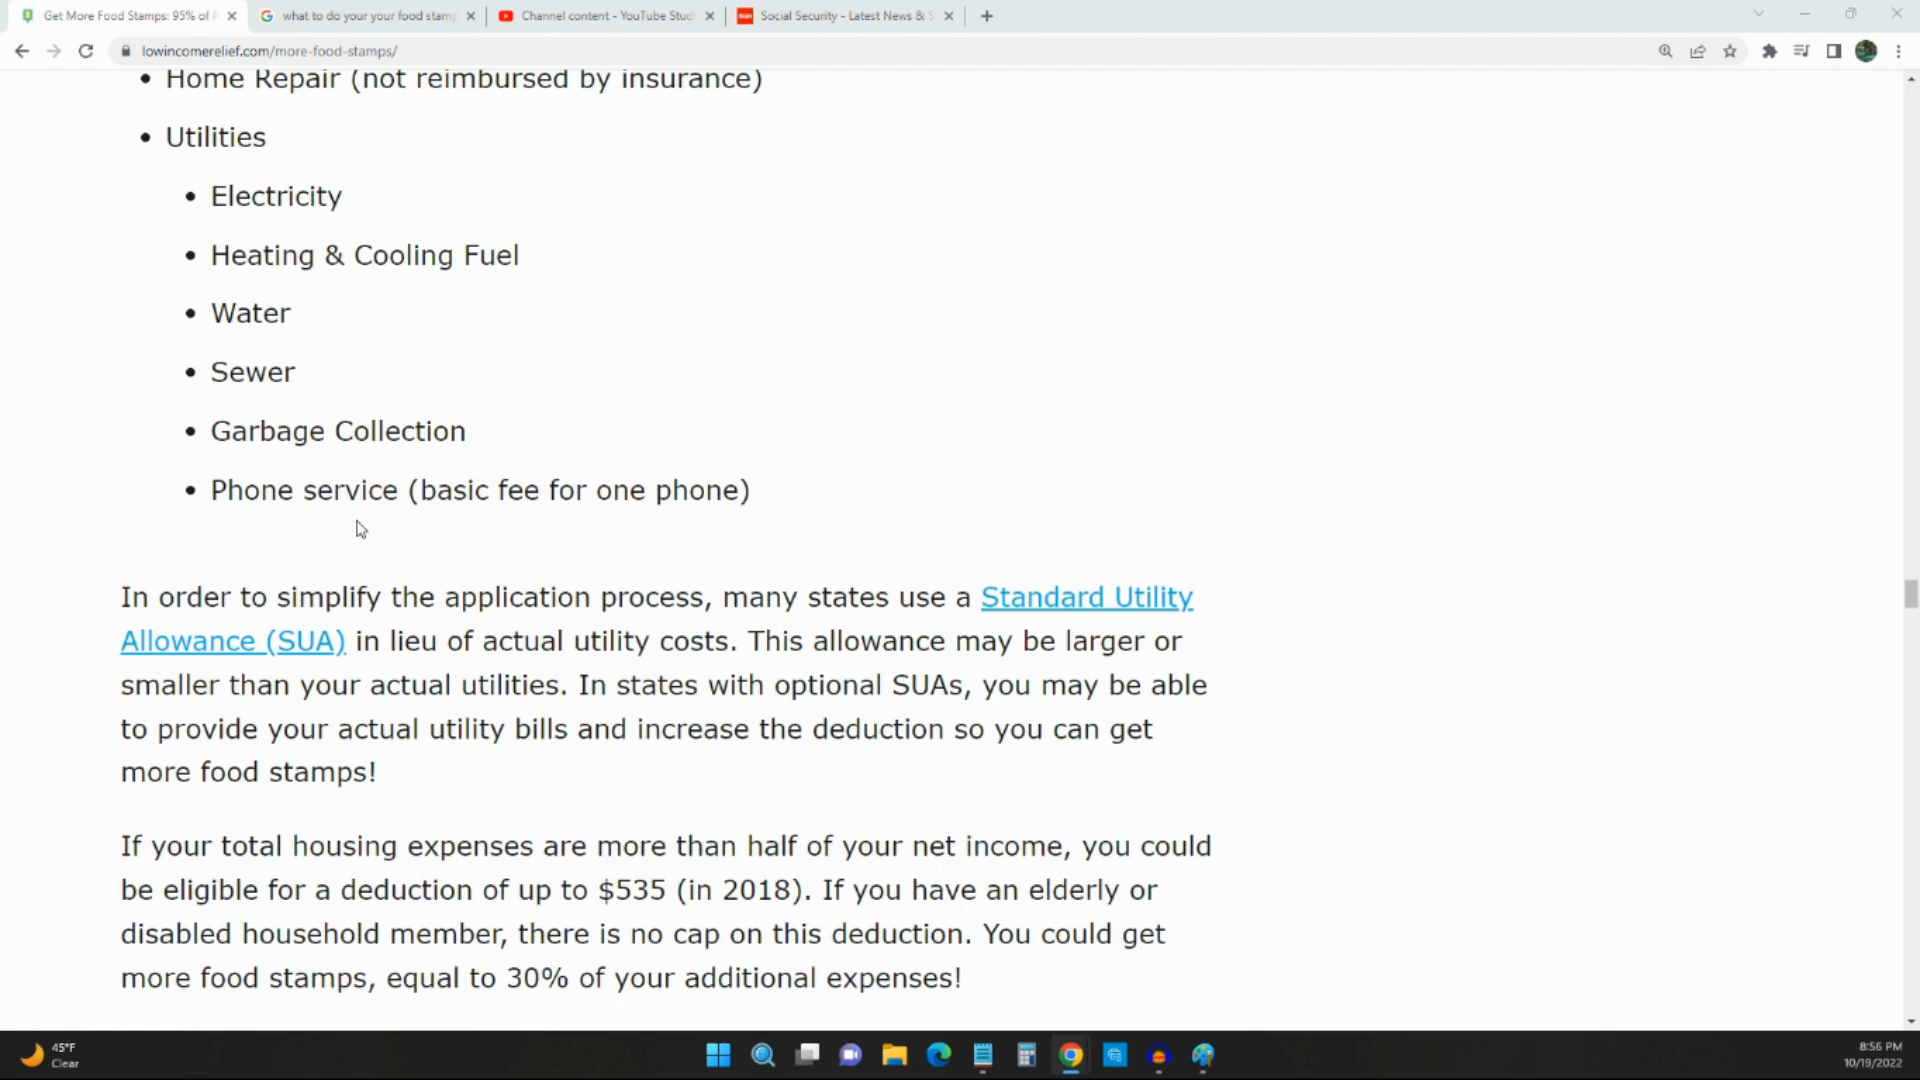 Get More Food Stamps: 95% of P
what to do your your food stamp
Channel content - YouTube Stud
Social Security - Latest News & S
lowincomerelief.com/more-food-stamps/
Home Repair (not reimbursed by insurance)
Utilities
Electricity
Heating & Cooling Fuel
Water
Sewer
Garbage Collection
Phone service (basic fee for one phone)
In order to simplify the application process, many states use a Standard Utility
Allowance (SUA) in lieu of actual utility costs. This allowance may be larger or
smaller than your actual utilities. In states with optional SUAs, you may be able
to provide your actual utility bills and increase the deduction so you can get
more food stamps!
If your total housing expenses are more than half of your net income, you could
be eligible for a deduction of up to $535 (in 2018). If you have an elderly or
disabled household member, there is no cap on this deduction. You could get
more food stamps, equal to 30% of your additional expenses!
45°F
Clear
8:56 PM
10/19/2022